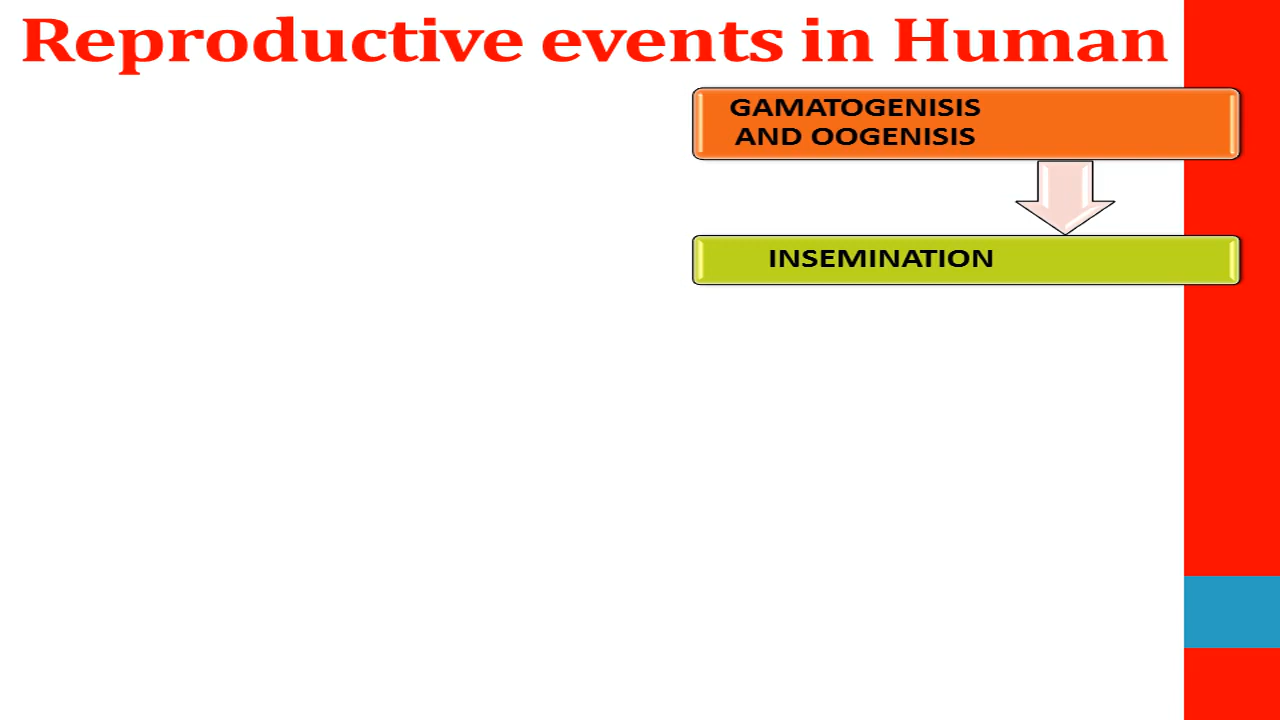 Reproductive events in Human
GAMATOGENISIS
AND OOGENISIS
INSEMINATION